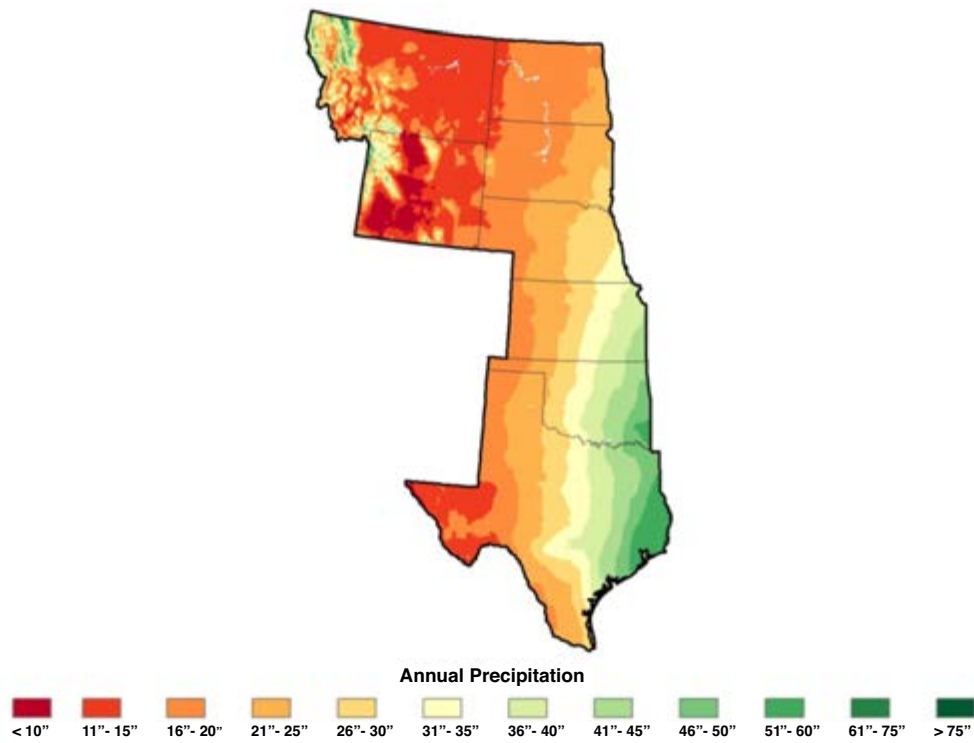 Annual Precipitation
< 10” 11”- 15” 16”- 20” 21”- 25” 26”- 30” 31”- 35” 36”- 40” 41”- 45” 46”- 50” 51”- 60” 61”- 75” > 75”